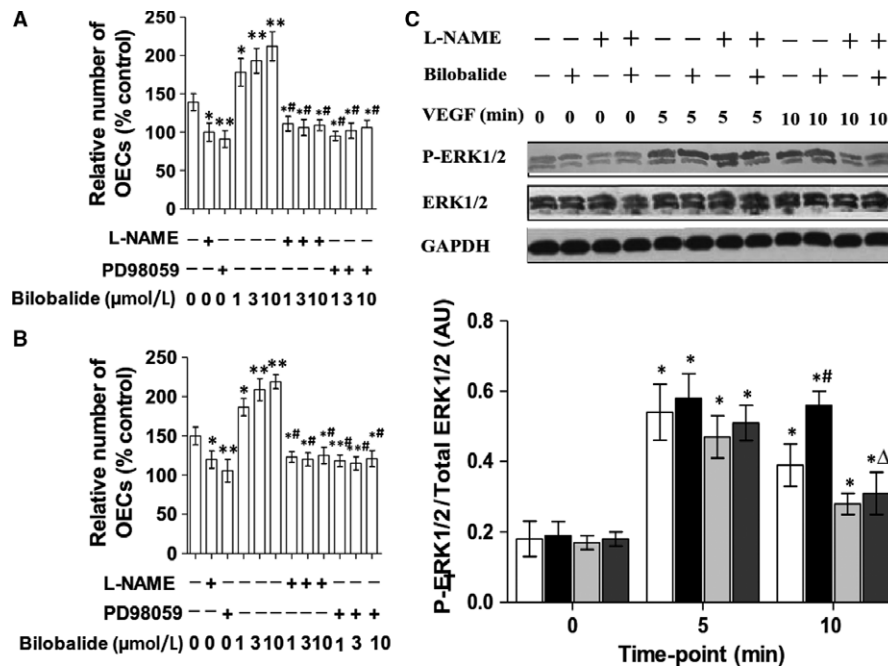 A
Relative number of
OECs (% control)
250
200
150
100
50
0
* ** * ** ** *# *# *# *# *# *#
L-NAME − + − − − − + + + − − −
PD98059 − − + − − − − − − + + +
Bilobalide (μmol/L) 0 0 0 1 3 10 1 3 10 1 3 10
B
Relative number of
OECs (% control)
250
200
150
100
50
0
* ** * ** ** *# *# *# **# **# *#
L-NAME − + − − − − + + + − − −
PD98059 − − + − − − − − − + + +
Bilobalide (μmol/L) 0 0 0 1 3 10 1 3 10 1 3 10
C
L-NAME − − + + − − + + − − + +
Bilobalide − + − + − + − + − + − +
VEGF (min) 0 0 0 0 5 5 5 5 10 10 10 10
P-ERK1/2
ERK1/2
GAPDH
P-ERK1/2/Total ERK1/2 (AU)
0.8
0.6
0.4
0.2
0.0
* * * * * *# * *Δ
0 5 10
Time-point (min)